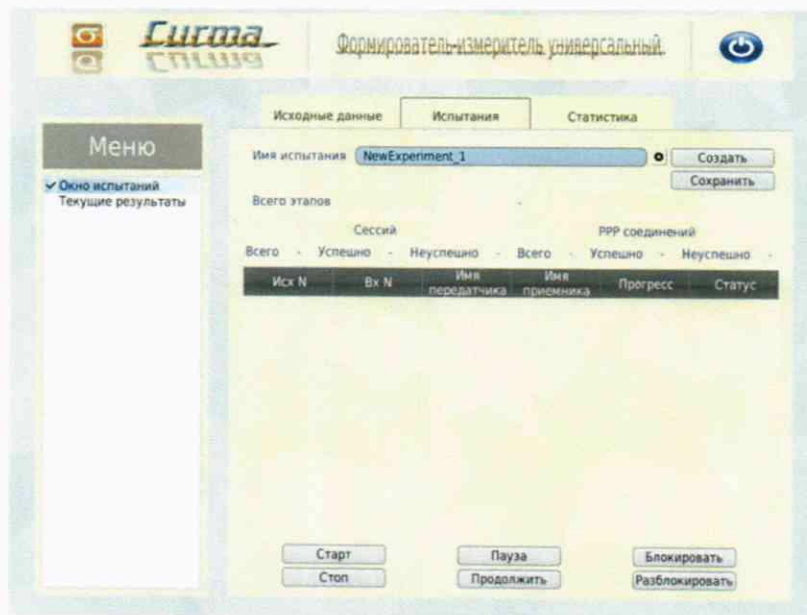 Сигма
Формирователь-измеритель универсальный
Исходные данные Испытания Статистика
Меню
✓ Окно испытаний
Текущие результаты
Имя испытания NewExperiment_1 Создать
Сохранить
Всего этапов -
Сессий PPP соединений
Всего - Успешно - Неуспешно - Всего - Успешно - Неуспешно -
Исх N Вх N Имя передатчика Имя приемника Прогресс Статус
Старт Пауза Блокировать
Стоп Продолжить Разблокировать